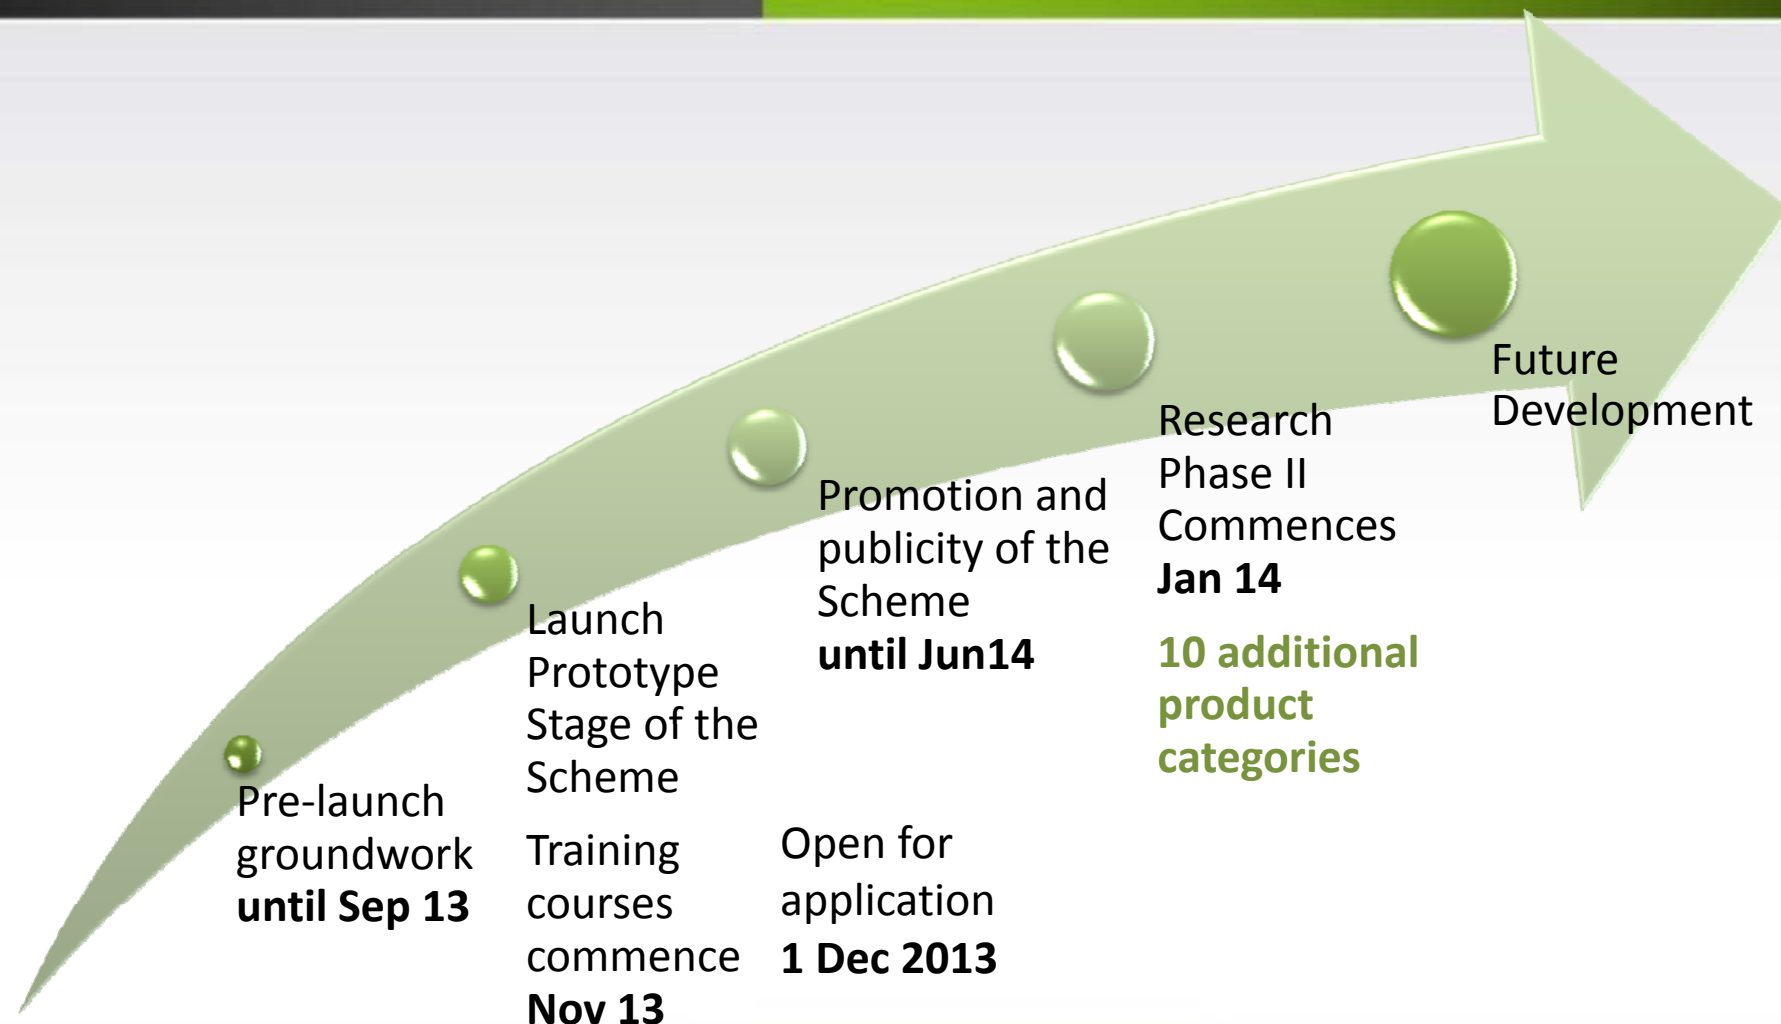 Pre-launch
groundwork
until Sep 13
Launch
Prototype
Stage of the
Scheme
Training
courses
commence
Nov 13
Open for
application
1 Dec 2013
Promotion and
publicity of the
Scheme
until Jun14
Research
Phase II
Commences
Jan 14
10 additional
product
categories
Future
Development